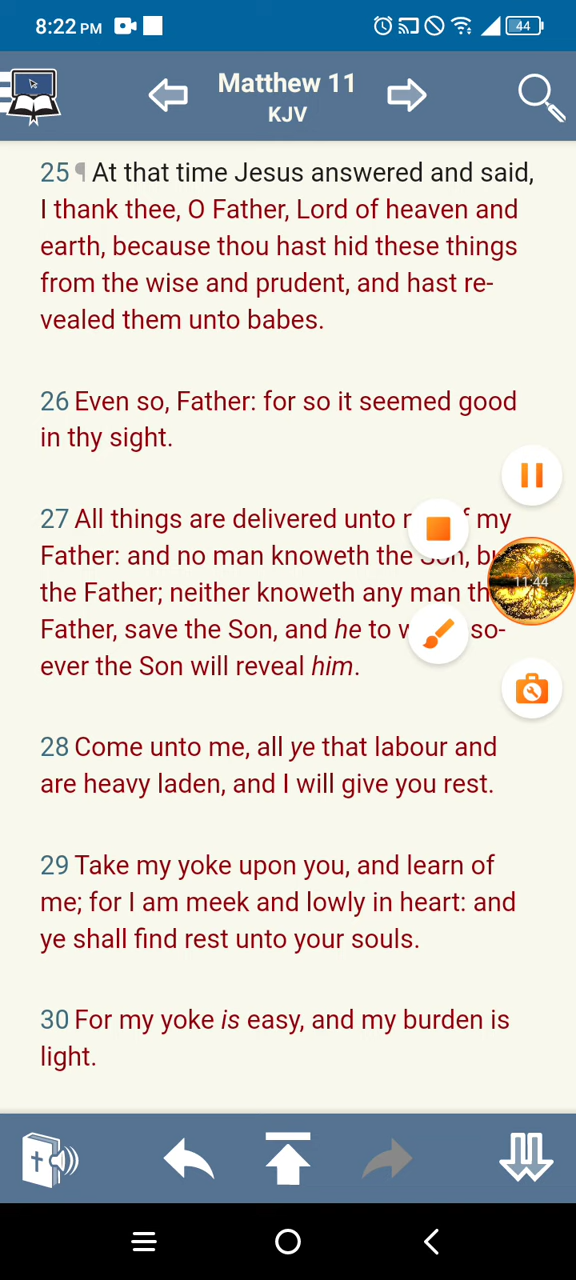 8:22 PM
44
Matthew 11
KJV
25 ¶ At that time Jesus answered and said,
I thank thee, O Father, Lord of heaven and
earth, because thou hast hid these things
from the wise and prudent, and hast re-
vealed them unto babes.
26 Even so, Father: for so it seemed good
in thy sight.
27 All things are delivered unto my
Father: and no man knoweth the Son,
the Father; neither knoweth any man
11:44
Father, save the Son, and he to so-
ever the Son will reveal him.
28 Come unto me, all ye that labour and
are heavy laden, and I will give you rest.
29 Take my yoke upon you, and learn of
me; for I am meek and lowly in heart: and
ye shall find rest unto your souls.
30 For my yoke is easy, and my burden is
light.